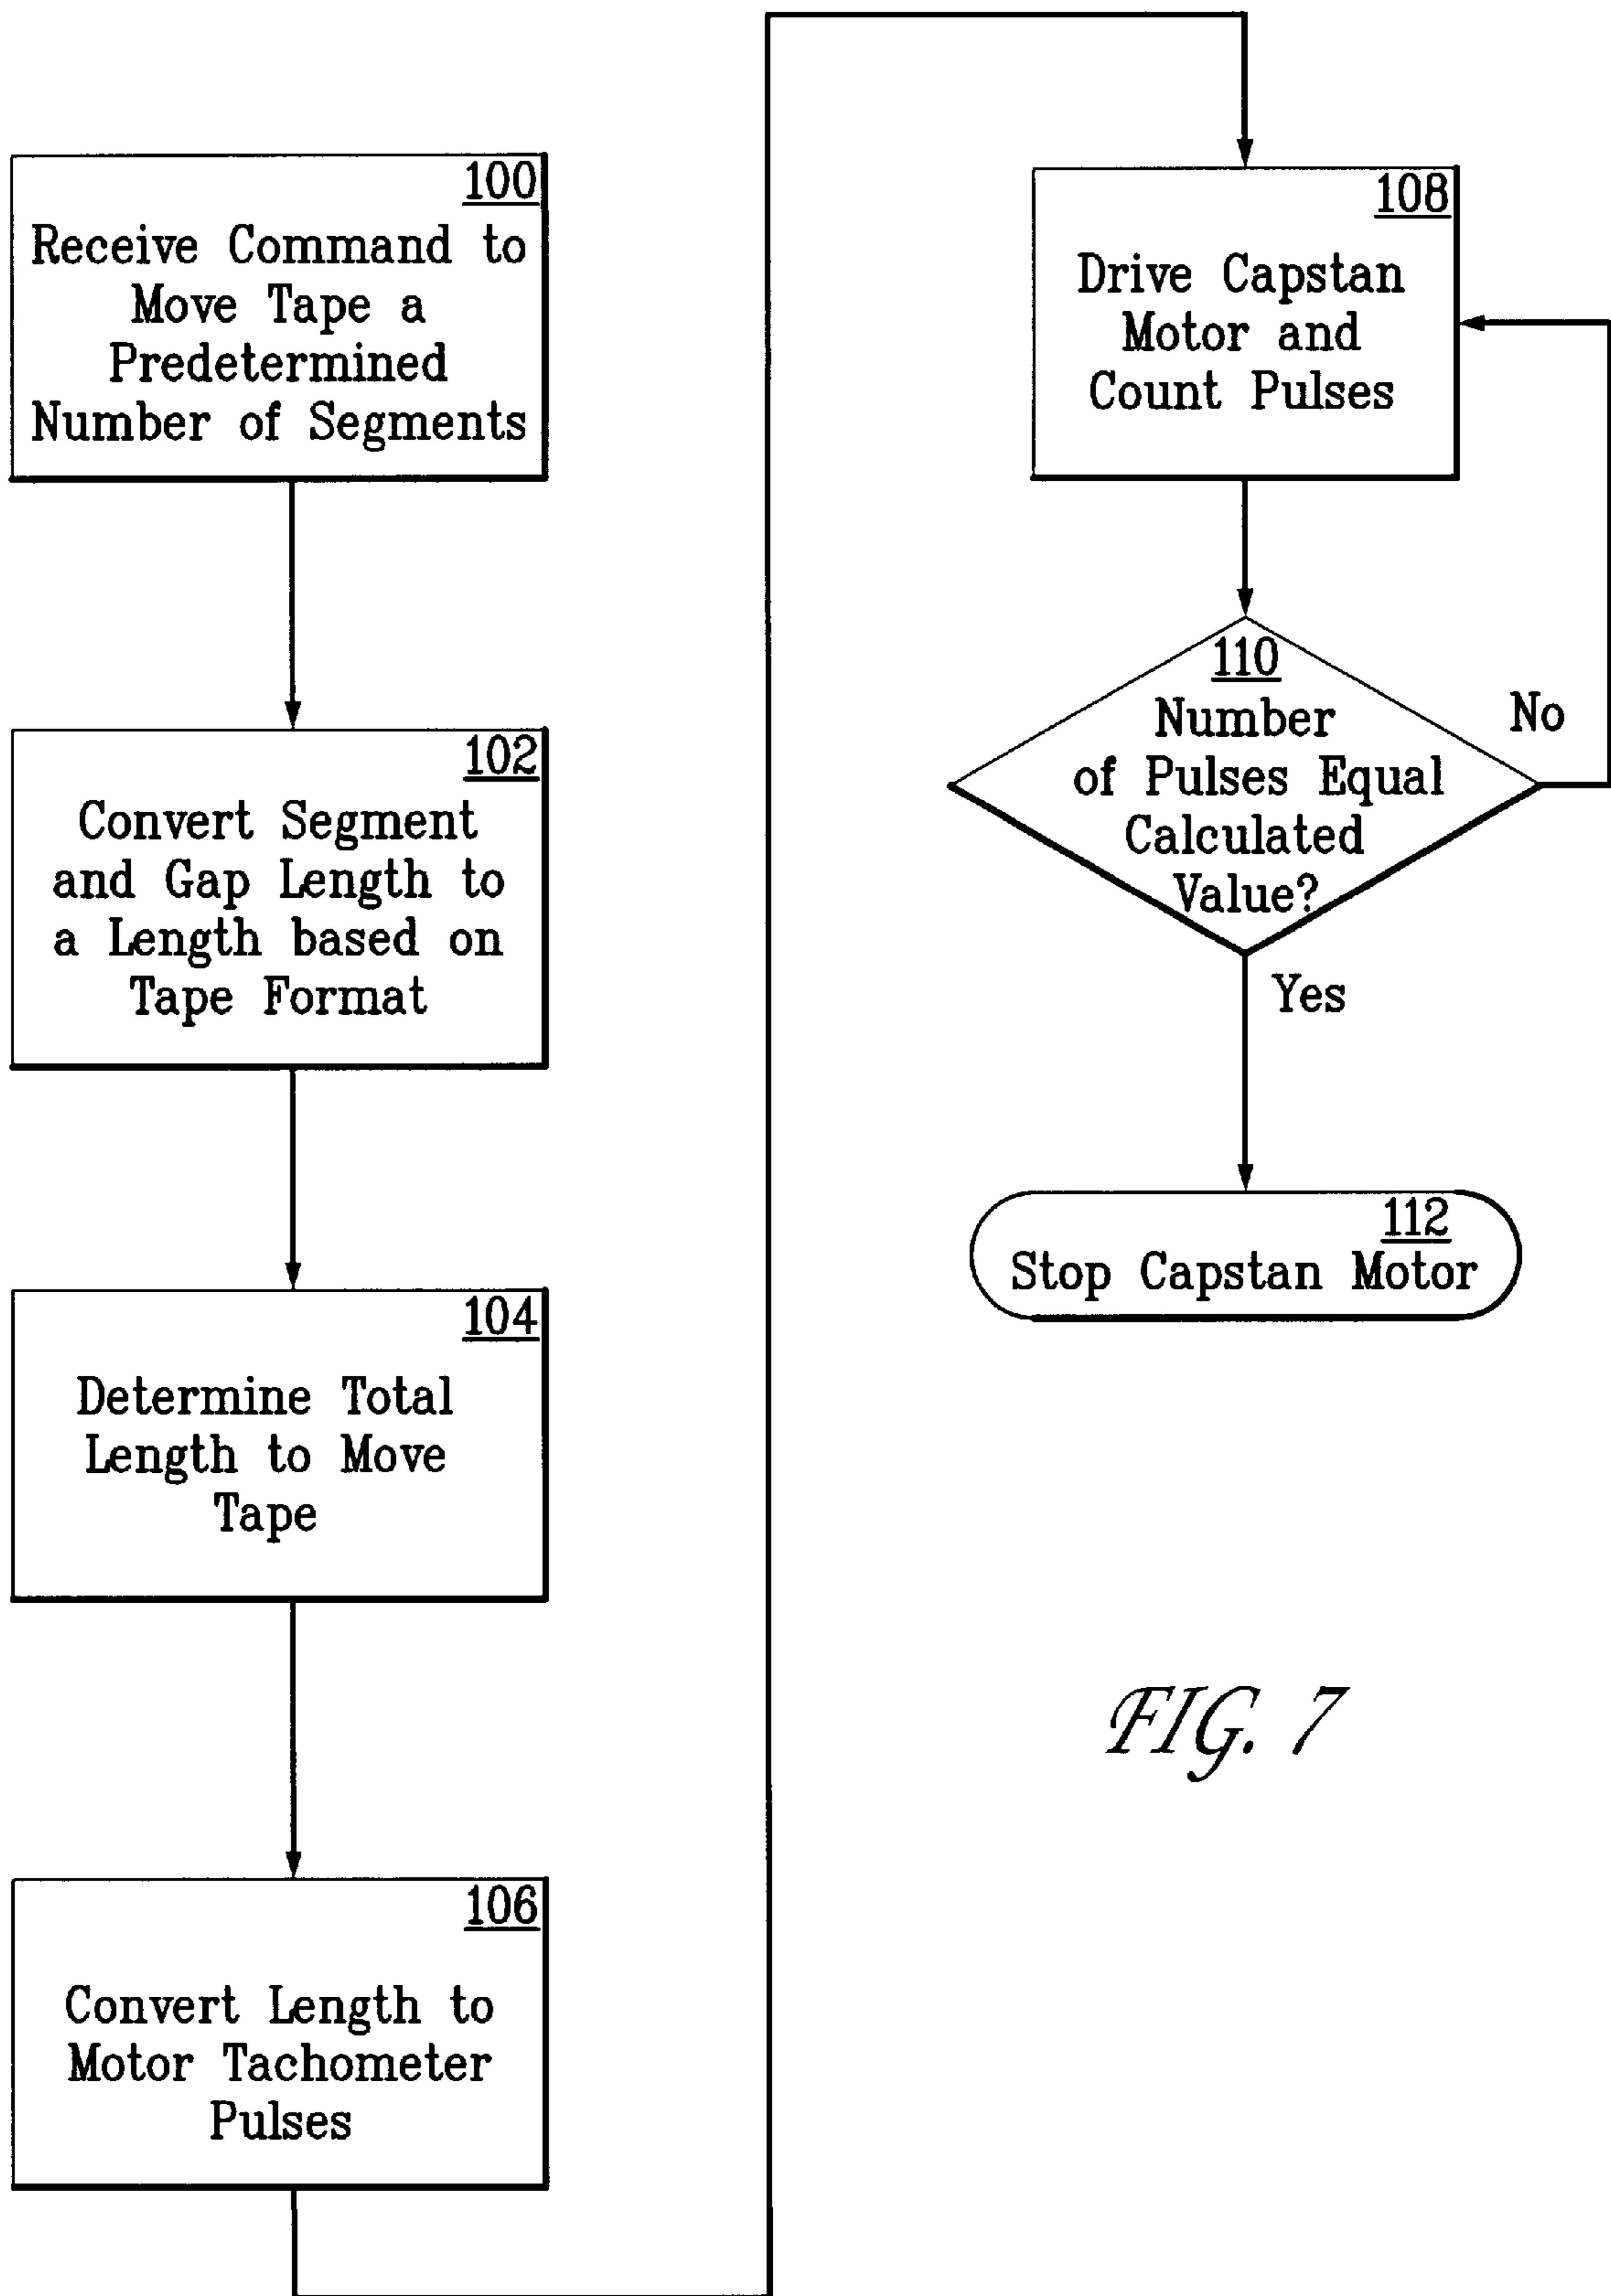 100
Receive Command to
Move Tape a
Predetermined
Number of Segments
102
Convert Segment
and Gap Length to
a Length based on
Tape Format
104
Determine Total
Length to Move
Tape
106
Convert Length to
Motor Tachometer
Pulses
108
Drive Capstan
Motor and
Count Pulses
110
Number
of Pulses Equal
Calculated
Value?
No
Yes
112
Stop Capstan Motor
FIG. 7